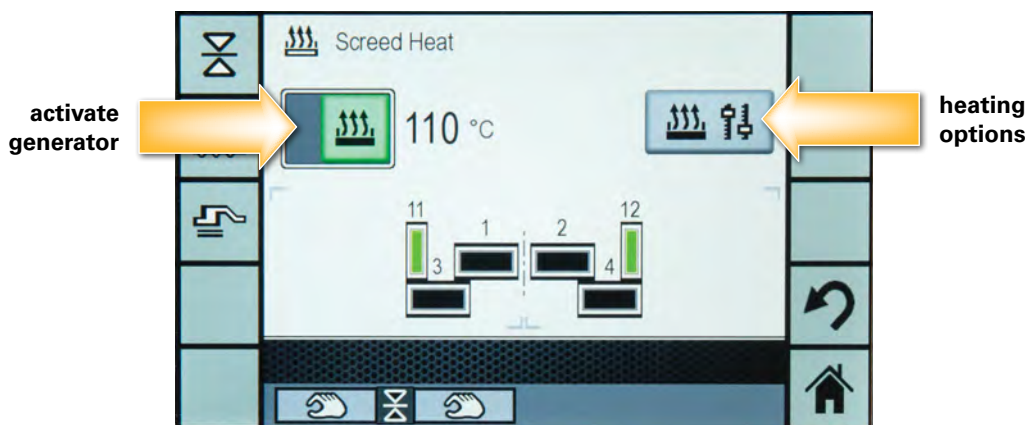 Screed Heat
activate
generator
110 °C
heating
options
11
12
1
2
3
4